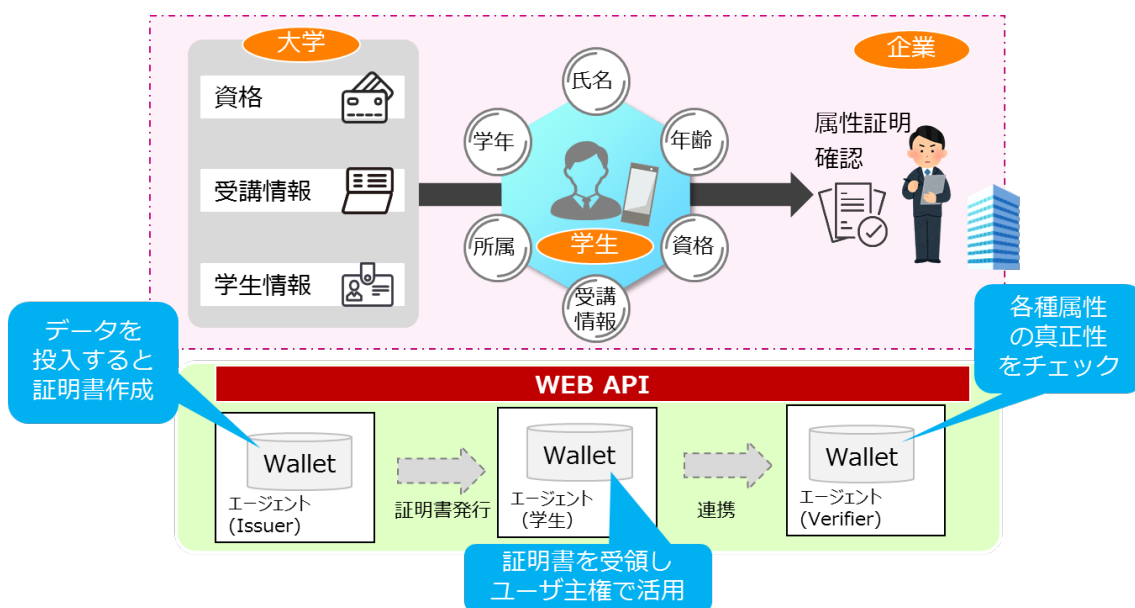 大学
資格
受講情報
学生情報
氏名
学年
年齢
所属
学生
資格
受講
情報
企業
属性証明
確認
データを
投入すると
証明書作成
各種属性
の真正性
をチェック
WEB API
Wallet
エージェント
(Issuer)
証明書発行
Wallet
エージェント
(学生)
連携
Wallet
エージェント
(Verifier)
証明書を受領し
ユーザ主権で活用